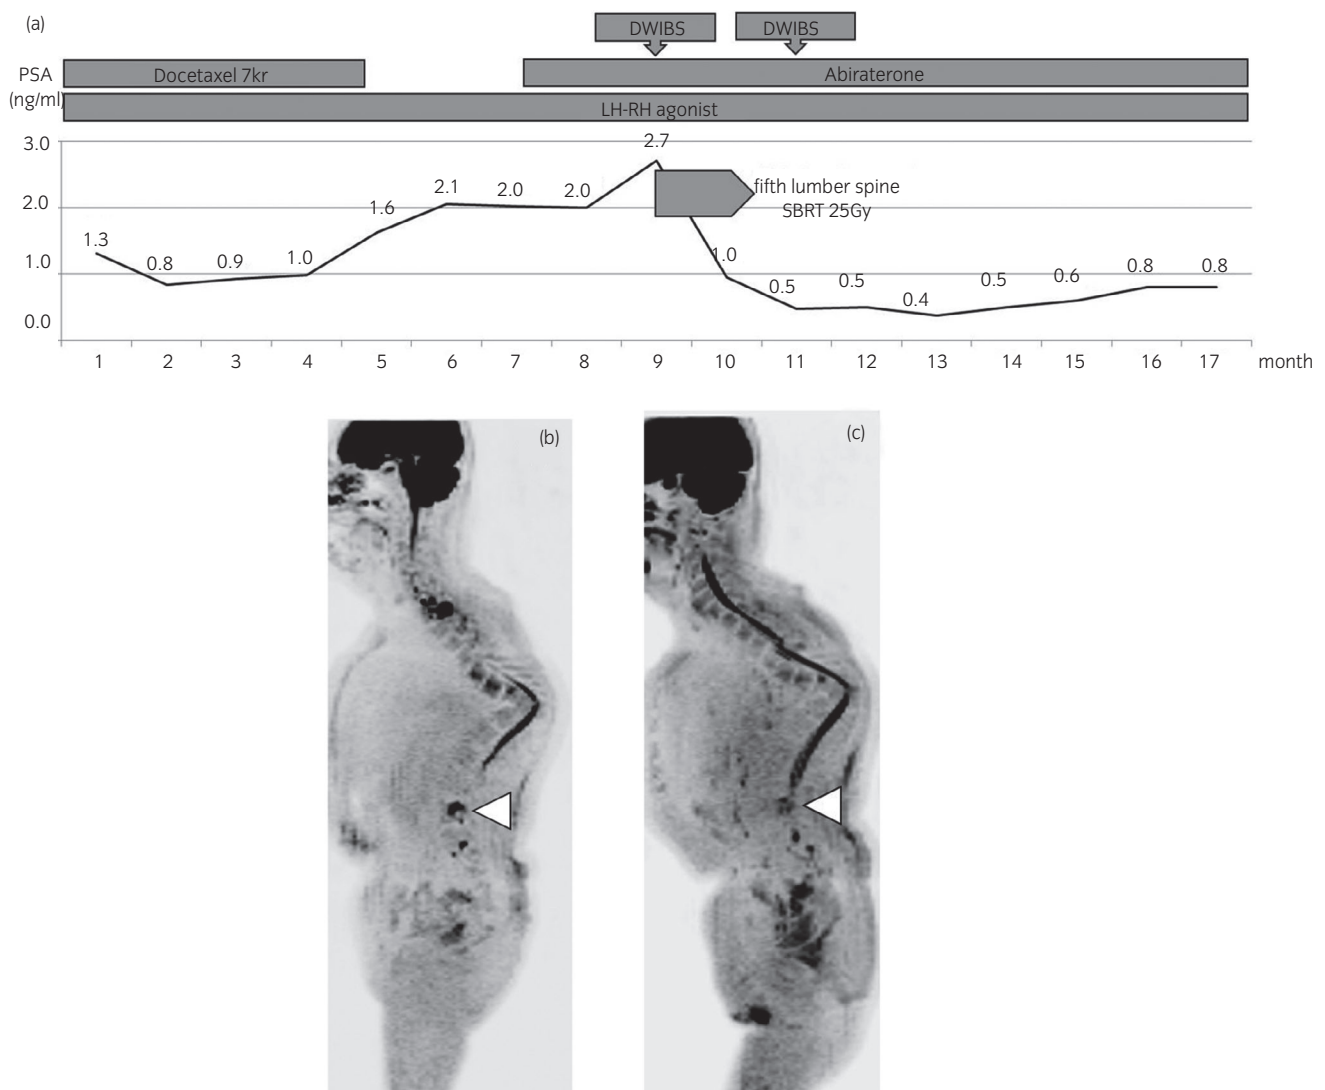 (a)
DWIBS DWIBS
PSA
(ng/ml)
Docetaxel 7kr Abiraterone
LH-RH agonist
3.0
2.0
1.0
0.0
1.3 0.8 0.9 1.0 1.6 2.1 2.0 2.0 2.7 1.0 0.5 0.5 0.4 0.5 0.6 0.8 0.8
fifth lumber spine
SBRT 25Gy
1 2 3 4 5 6 7 8 9 10 11 12 13 14 15 16 17 month
(b) (c)